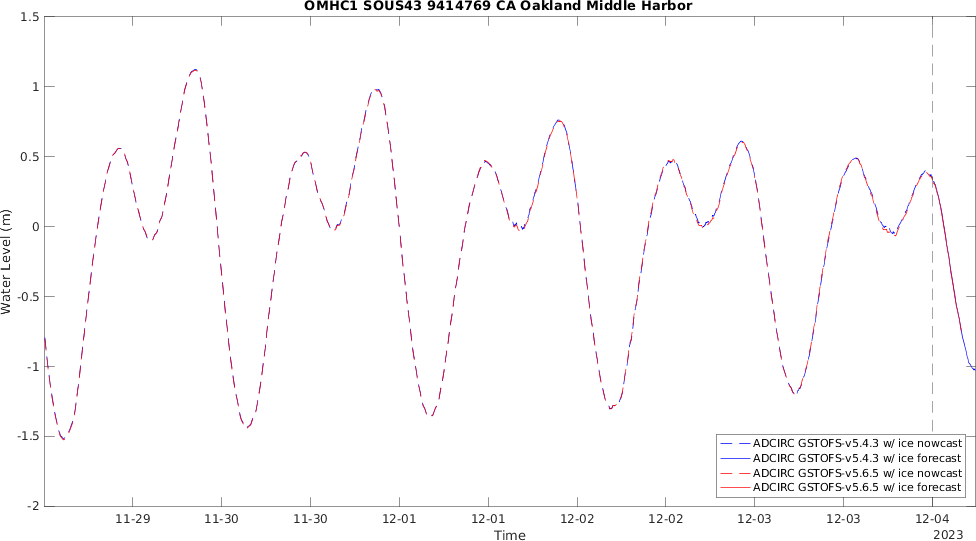 OMHC1 SOUS43 9414769 CA Oakland Middle Harbor
1.5
1
0.5
0
-0.5
-1
-1.5
-2
Water Level (m)
ADCIRC GSTOFS-v5.4.3 w/ ice nowcast
ADCIRC GSTOFS-v5.4.3 w/ ice forecast
ADCIRC GSTOFS-v5.6.5 w/ ice nowcast
ADCIRC GSTOFS-v5.6.5 w/ ice forecast
11-29 11-30 11-30 12-01 12-01 12-02 12-02 12-03 12-03 12-04
Time 2023